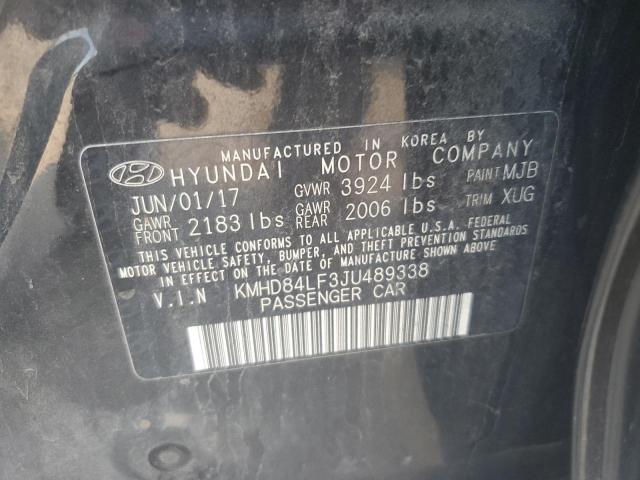 MANUFACTURED IN KOREA BY
HYUNDAI MOTOR COMPANY
JUN/01/17 GVWR 3924 lbs PAINT MJB
GAWR FRONT 2183 lbs GAWR REAR 2006 lbs TRIM XUG
THIS VEHICLE CONFORMS TO ALL APPLICABLE U.S.A. FEDERAL
MOTOR VEHICLE SAFETY, BUMPER, AND THEFT PREVENTION STANDARDS
IN EFFECT ON THE DATE OF MANUFACTURE SHOWN ABOVE
V.I.N KMHD84LF3JU489338
PASSENGER CAR